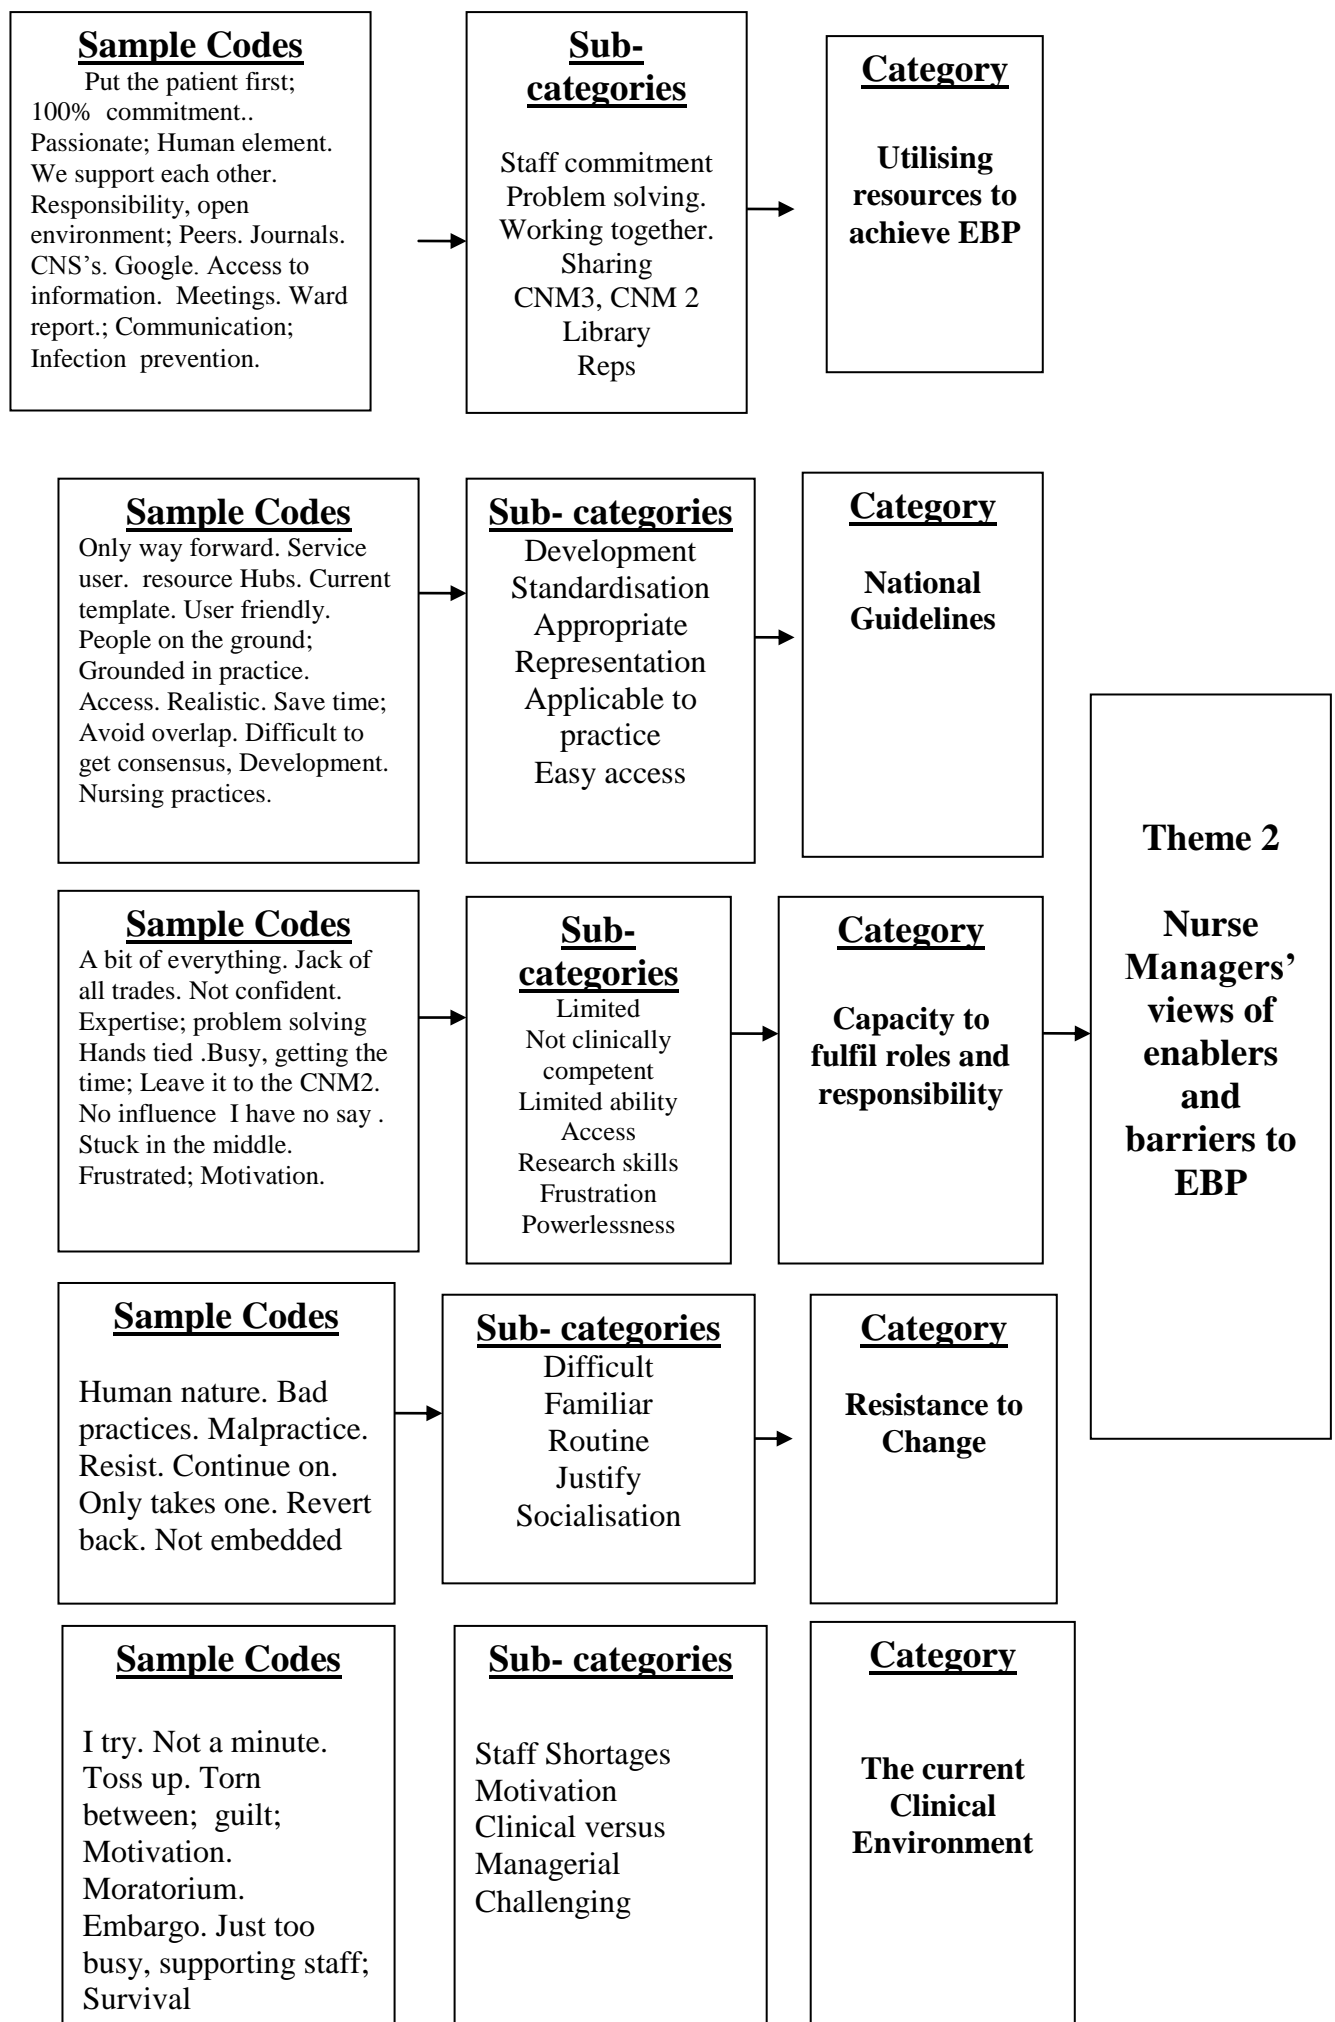 Sample Codes
Put the patient first;
100% commitment..
Passionate; Human element.
We support each other.
Responsibility, open
environment; Peers. Journals.
CNS’s. Google. Access to
information. Meetings. Ward
report.; Communication;
Infection prevention.
Sub-
categories
Staff commitment
Problem solving.
Working together.
Sharing
CNM3, CNM 2
Library
Reps
Category
Utilising
resources to
achieve EBP
Sample Codes
Only way forward. Service
user. resource Hubs. Current
template. User friendly.
People on the ground;
Grounded in practice.
Access. Realistic. Save time;
Avoid overlap. Difficult to
get consensus, Development.
Nursing practices.
Sub- categories
Development
Standardisation
Appropriate
Representation
Applicable to
practice
Easy access
Category
National
Guidelines
Sample Codes
A bit of everything. Jack of
all trades. Not confident.
Expertise; problem solving
Hands tied .Busy, getting the
time; Leave it to the CNM2.
No influence I have no say .
Stuck in the middle.
Frustrated; Motivation.
Sub-
categories
Limited
Not clinically
competent
Limited ability
Access
Research skills
Frustration
Powerlessness
Category
Capacity to
fulfil roles and
responsibility
Sample Codes
Human nature. Bad
practices. Malpractice.
Resist. Continue on.
Only takes one. Revert
back. Not embedded
Sub- categories
Difficult
Familiar
Routine
Justify
Socialisation
Category
Resistance to
Change
Sample Codes
I try. Not a minute.
Toss up. Torn
between; guilt;
Motivation.
Moratorium.
Embargo. Just too
busy, supporting staff;
Survival
Sub- categories
Staff Shortages
Motivation
Clinical versus
Managerial
Challenging
Category
The current
Clinical
Environment
Theme 2
Nurse
Managers’
views of
enablers
and
barriers to
EBP